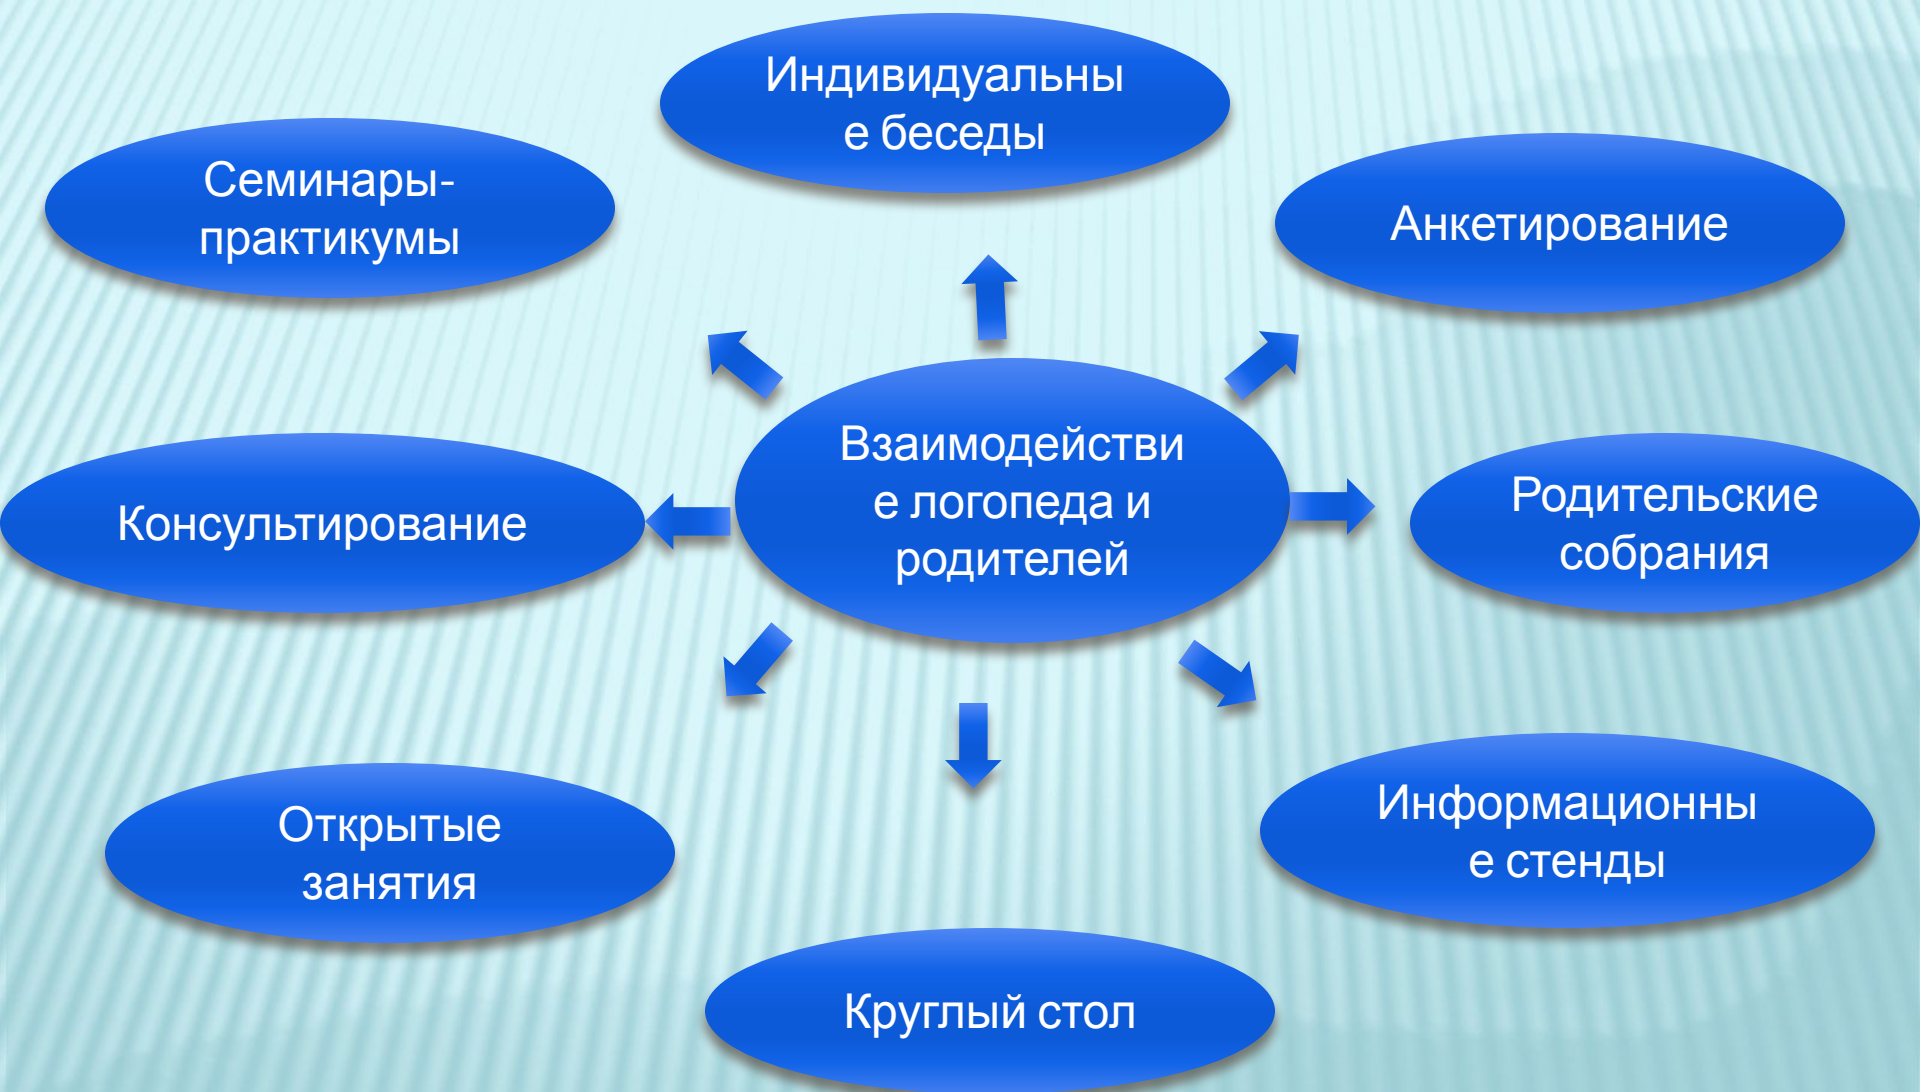 Индивидуальны
е беседы
Семинары-
практикумы
Анкетирование
Взаимодействи
е логопеда и
родителей
Консультирование
Родительские
собрания
Открытые
занятия
Информационны
е стенды
Круглый стол